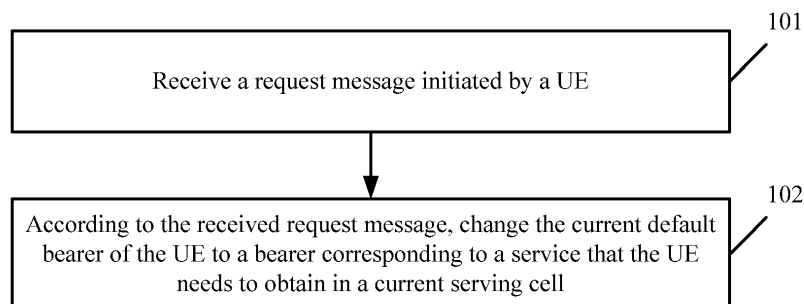 101
Receive a request message initiated by a UE
102
According to the received request message, change the current default
bearer of the UE to a bearer corresponding to a service that the UE
needs to obtain in a current serving cell